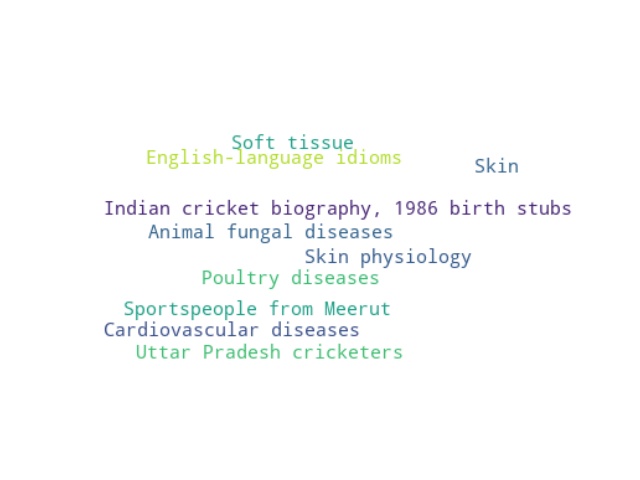 Soft tissue
English-language idioms
Skin
Indian cricket biography, 1986 birth stubs
Animal fungal diseases
Skin physiology
Poultry diseases
Sportspeople from Meerut
Cardiovascular diseases
Uttar Pradesh cricketers